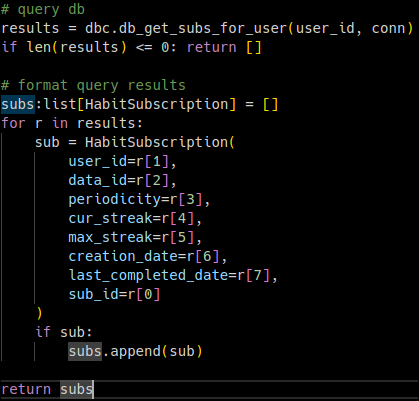 # query db
results = dbc.db_get_subs_for_user(user_id, conn)
if len(results) <= 0: return []
# format query results
subs:list[HabitSubscription] = []
for r in results:
sub = HabitSubscription(
user_id=r[1],
data_id=r[2],
periodicity=r[3],
cur_streak=r[4],
max_streak=r[5],
creation_date=r[6],
last_completed_date=r[7],
sub_id=r[0]
)
if sub:
subs.append(sub)
return subs